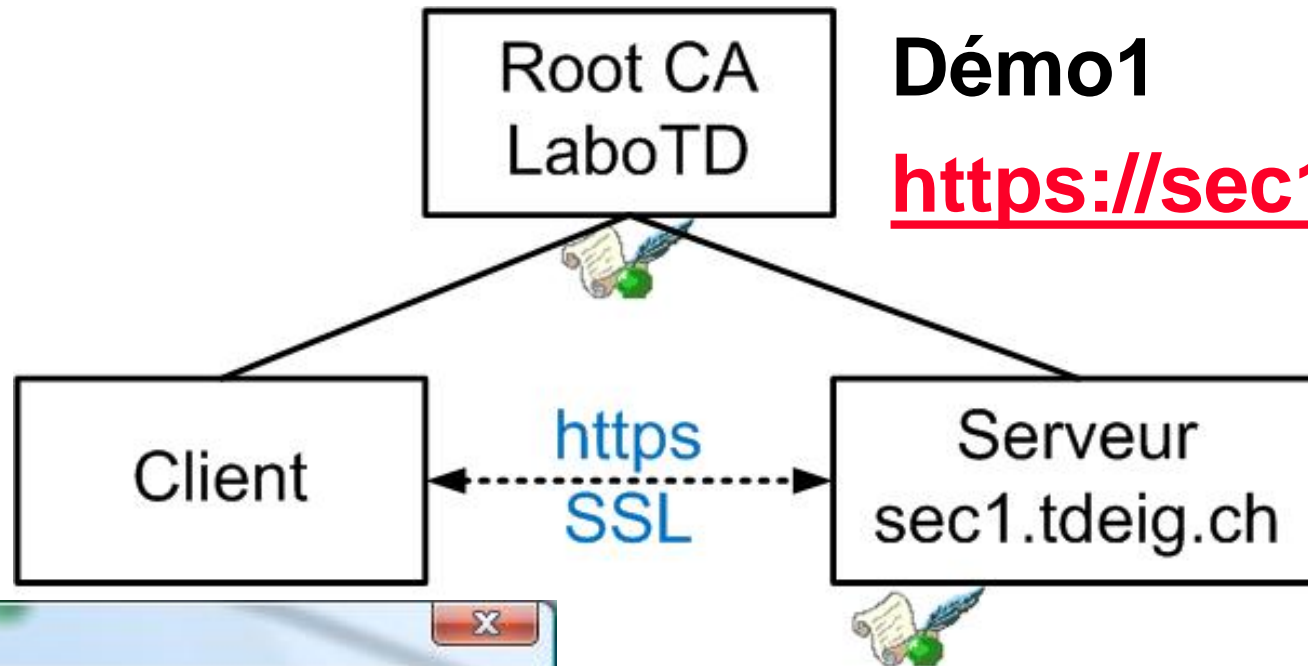 Root CA
LaboTD
Démo1
https://sec1
Client
https
SSL
Serveur
sec1.tdeig.ch